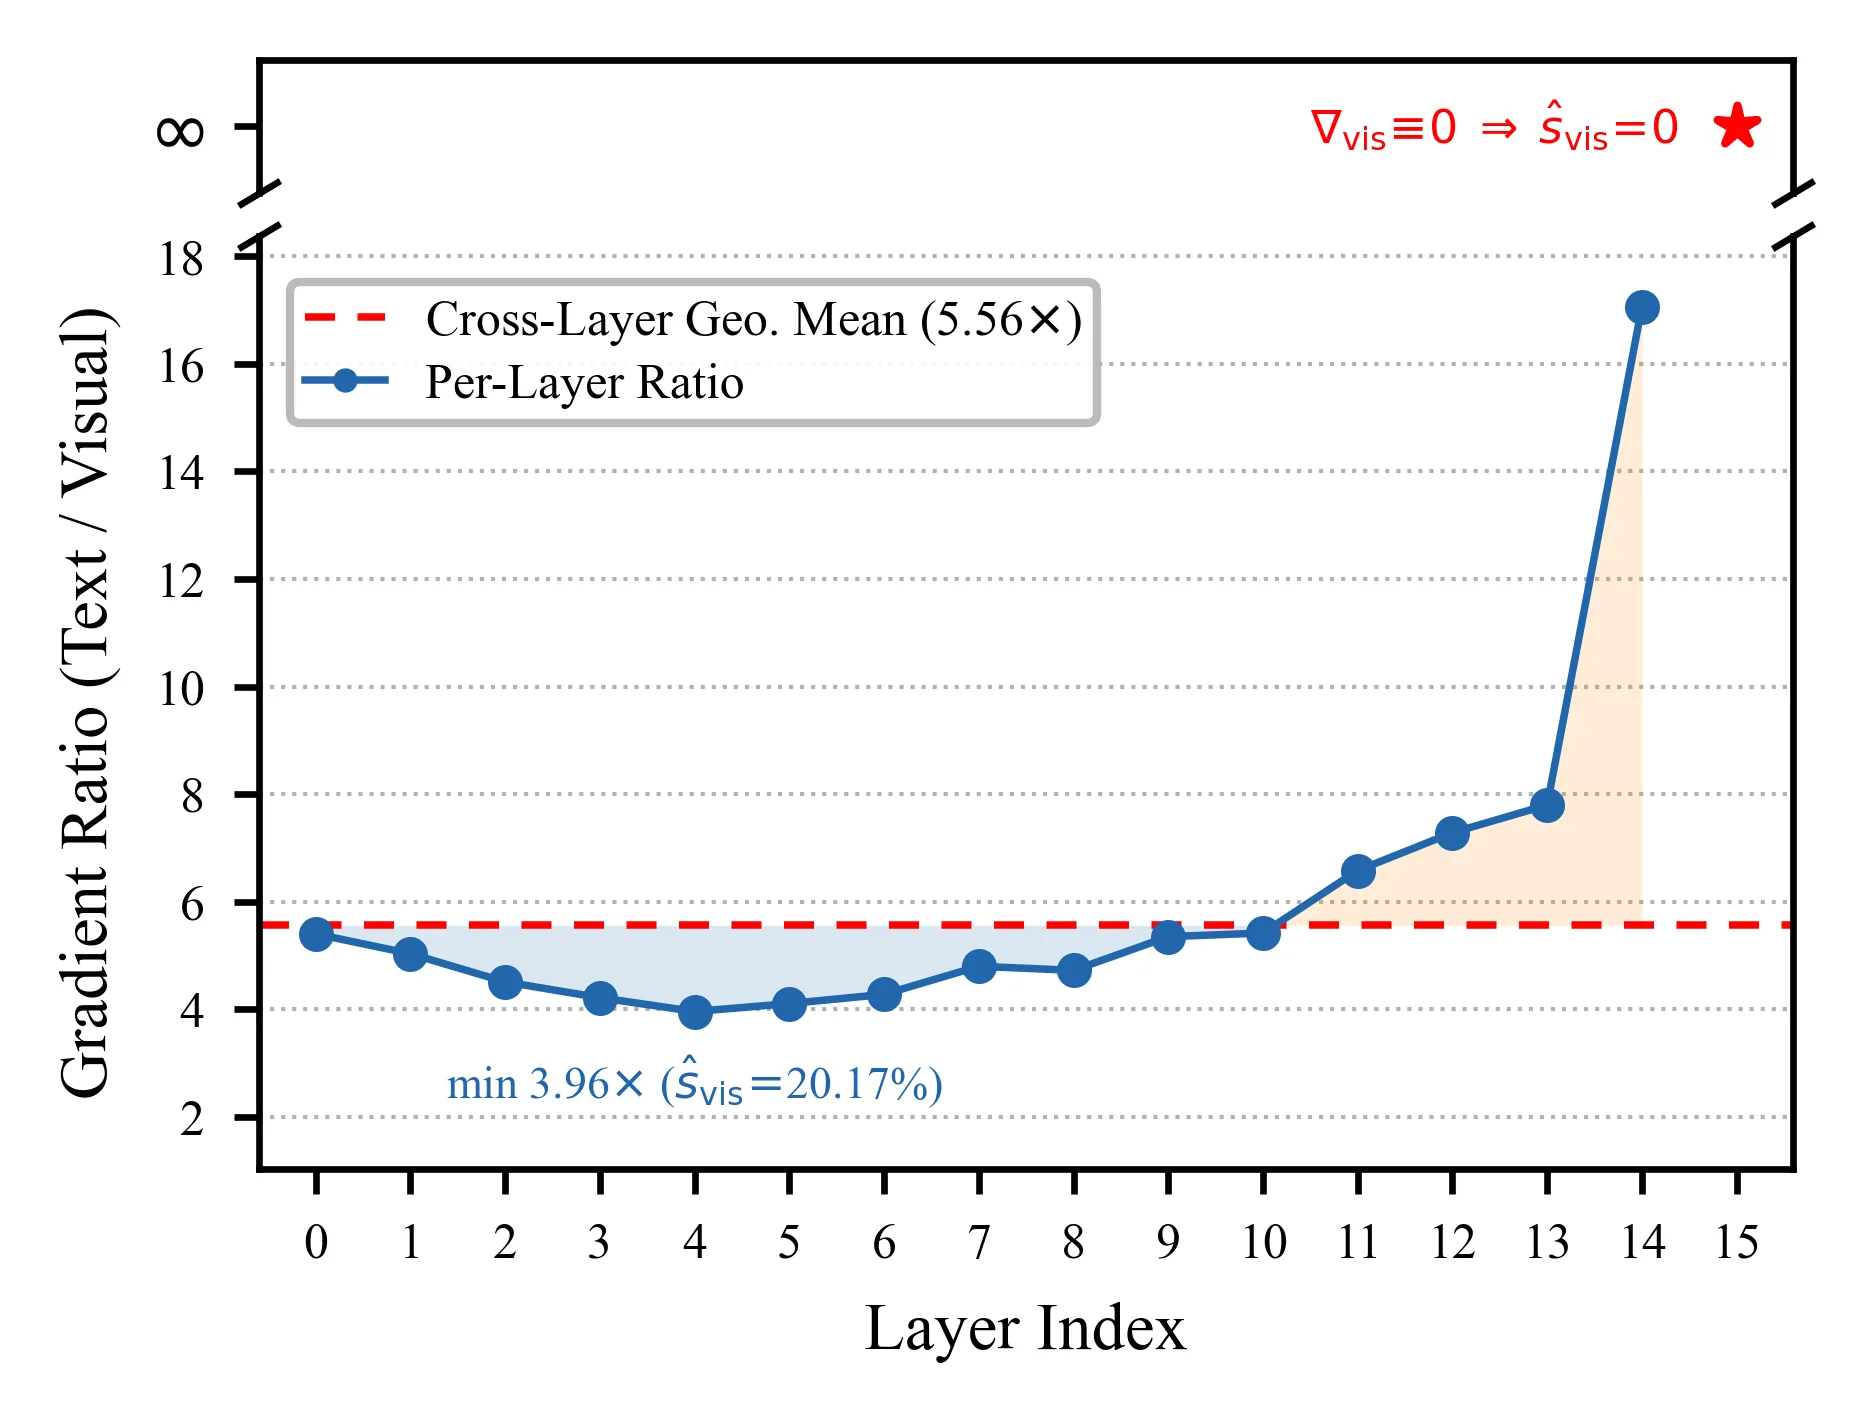 ∞
∇vis≡0 ⇒ ŝvis=0
18
16
14
12
10
8
6
4
2
Gradient Ratio (Text / Visual)
Cross-Layer Geo. Mean (5.56×)
Per-Layer Ratio
min 3.96× (ŝvis=20.17%)
0 1 2 3 4 5 6 7 8 9 10 11 12 13 14 15
Layer Index